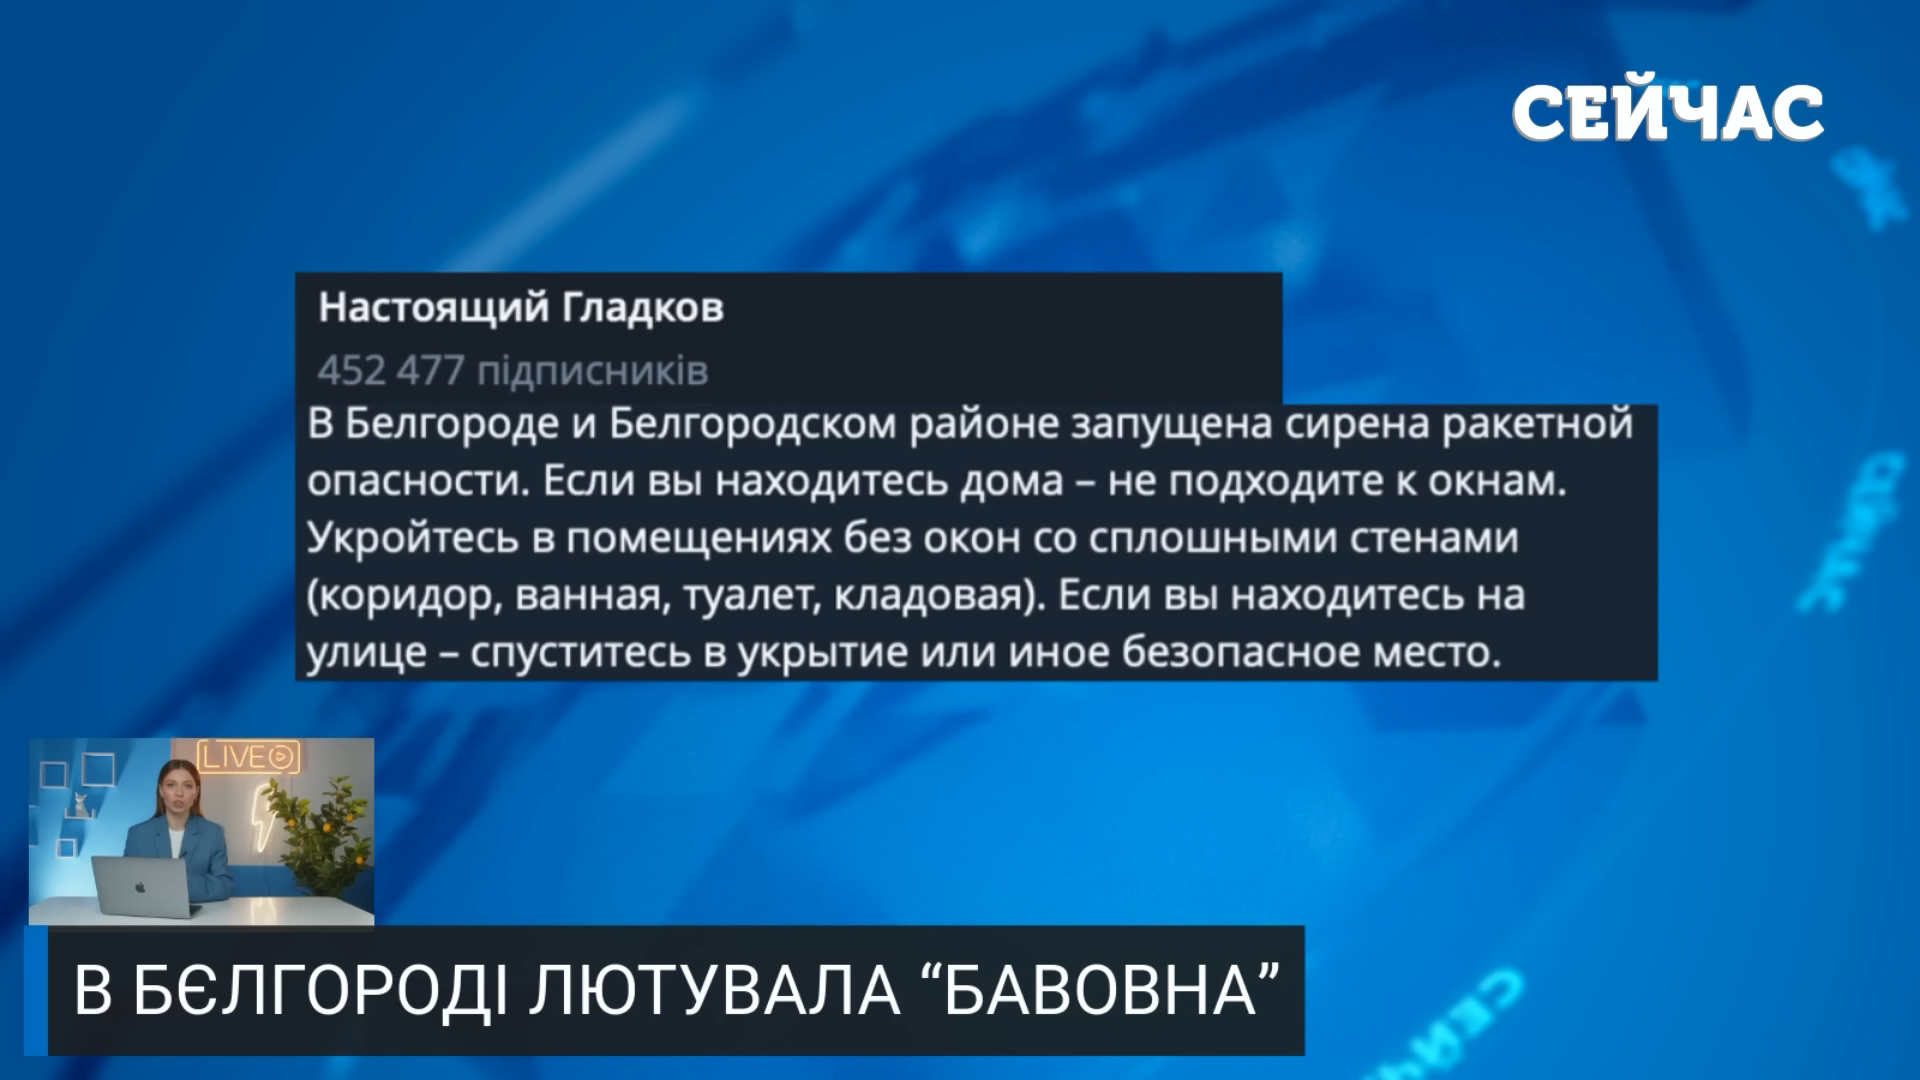 СЕЙЧАС
Настоящий Гладков
452 477 підписників
В Белгороде и Белгородском районе запущена сирена ракетной
опасности. Если вы находитесь дома – не подходите к окнам.
Укройтесь в помещениях без окон со сплошными стенами
(коридор, ванная, туалет, кладовая). Если вы находитесь на
улице – спуститесь в укрытие или иное безопасное место.
LIVE
В БЄЛГОРОДІ ЛЮТУВАЛА “БАВОВНА”